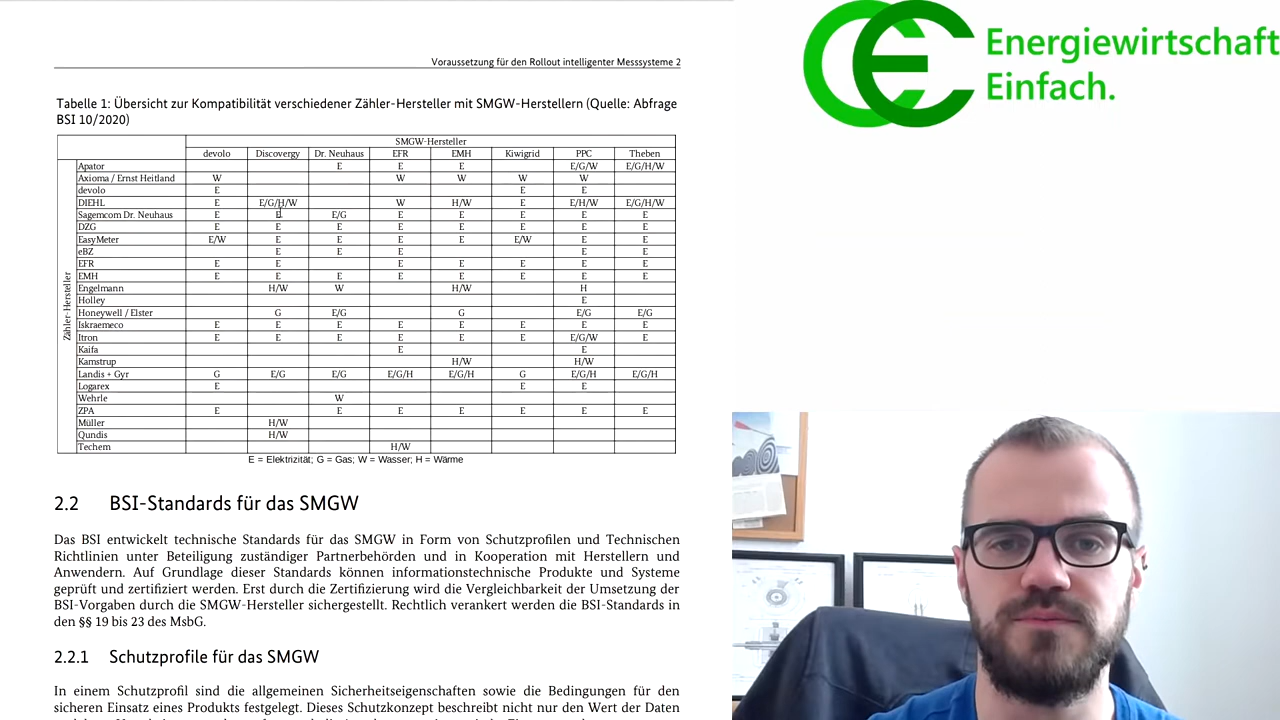 Voraussetzung für den Rollout intelligenter Messsysteme 2
Energiewirtschaft
Einfach.
Tabelle 1: Übersicht zur Kompatibilität verschiedener Zähler-Hersteller mit SMGW-Herstellern (Quelle: Abfrage
BSI 10/2020)
SMGW-Hersteller
devolo Discovergy Dr. Neuhaus EFR EMH Kiwigrid PPC Theben
Zähler-Hersteller
Apator E E E E/G/W E/G/H/W
Axioma / Ernst Heitland W W W W W
devolo E E E
DIEHL E E/G/H/W W H/W E E/H/W E/G/H/W
Sagemcom Dr. Neuhaus E E E/G E E E E E
DZG E E E E E E E E
EasyMeter E/W E E E E E/W E E
eBZ E E E E E
EFR E E E E E E E
EMH E E E E E E E E
Engelmann H/W W H/W H
Holley E
Honeywell / Elster G E/G G E/G E/G
Iskraemeco E E E E E E E E
Itron E E E E E E E/G/W E
Kaifa E E
Kamstrup H/W H/W
Landis + Gyr G E/G E/G E/G/H E/G/H G E/G/H E/G/H
Logarex E E E
Wehrle W
ZPA E E E E E E E
Müller H/W
Qundis H/W
Techem H/W
E = Elektrizität; G = Gas; W = Wasser; H = Wärme
2.2 BSI-Standards für das SMGW
Das BSI entwickelt technische Standards für das SMGW in Form von Schutzprofilen und Technischen
Richtlinien unter Beteiligung zuständiger Partnerbehörden und in Kooperation mit Herstellern und
Anwendern. Auf Grundlage dieser Standards können informationstechnische Produkte und Systeme
geprüft und zertifiziert werden. Erst durch die Zertifizierung wird die Vergleichbarkeit der Umsetzung der
BSI-Vorgaben durch die SMGW-Hersteller sichergestellt. Rechtlich verankert werden die BSI-Standards in
den §§ 19 bis 23 des MsbG.
2.2.1 Schutzprofile für das SMGW
In einem Schutzprofil sind die allgemeinen Sicherheitseigenschaften sowie die Bedingungen für den
sicheren Einsatz eines Produkts festgelegt. Dieses Schutzkonzept beschreibt nicht nur den Wert der Daten